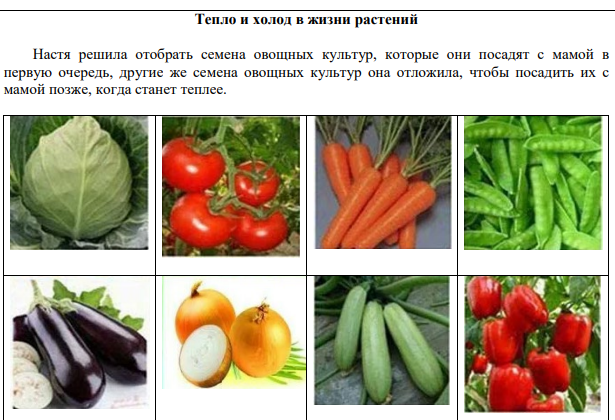 Тепло и холод в жизни растений
Настя решила отобрать семена овощных культур, которые они посадят с мамой в
первую очередь, другие же семена овощных культур она отложила, чтобы посадить их с
мамой позже, когда станет теплее.